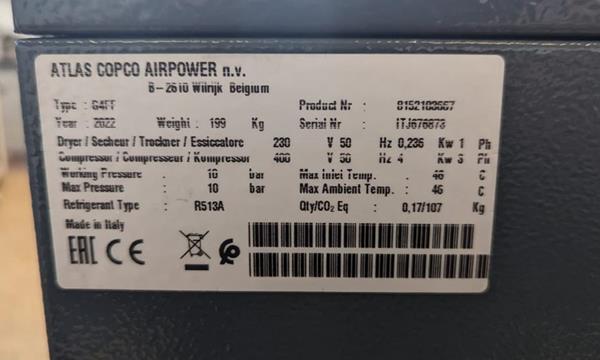 ATLAS COPCO AIRPOWER n.v.
B-2610 Wilrijk Belgium
Type : G4FF Product Nr : 8152103667
Year : 2022 Weight : 199 Kg Serial Nr : ITJ676873
Dryer / Secheur / Trockner / Essiccatore 230 V 50 Hz 0,236 Kw 1 Ph
Compressor / Compresseur / Kompressor 400 V 50 Hz 4 Kw 3 Ph
Working Pressure : 10 bar Max Inlet Temp. : 46 C
Max Pressure : 10 bar Max Ambient Temp. : 46 C
Refrigerant Type : R513A Qty/CO₂ Eq : 0,17/107 Kg
Made in Italy
EAC CE